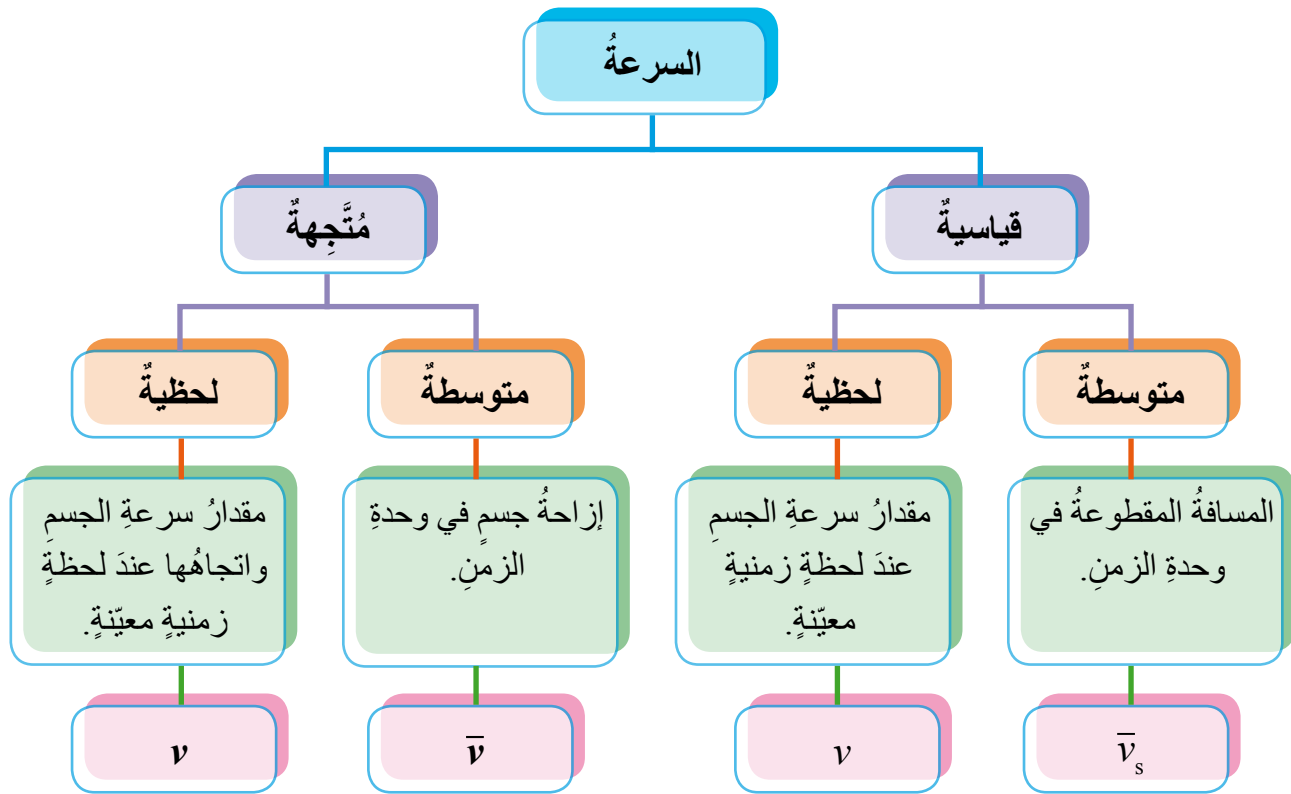 السرعةُ
قياسيةٌ
مُتَّجِهةٌ
متوسطةٌ
لحظيةٌ
متوسطةٌ
لحظيةٌ
المسافةُ المقطوعةُ في
وحدةِ الزمنِ.
مقدارُ سرعةِ الجسمِ
عندَ لحظةٍ زمنيةٍ
معيّنةٍ.
إزاحةُ جسمٍ في وحدةِ
الزمنِ.
مقدارُ سرعةِ الجسمِ
واتجاهُها عندَ لحظةٍ
زمنيةٍ معيّنةٍ.
v̅s
v
v̅
v